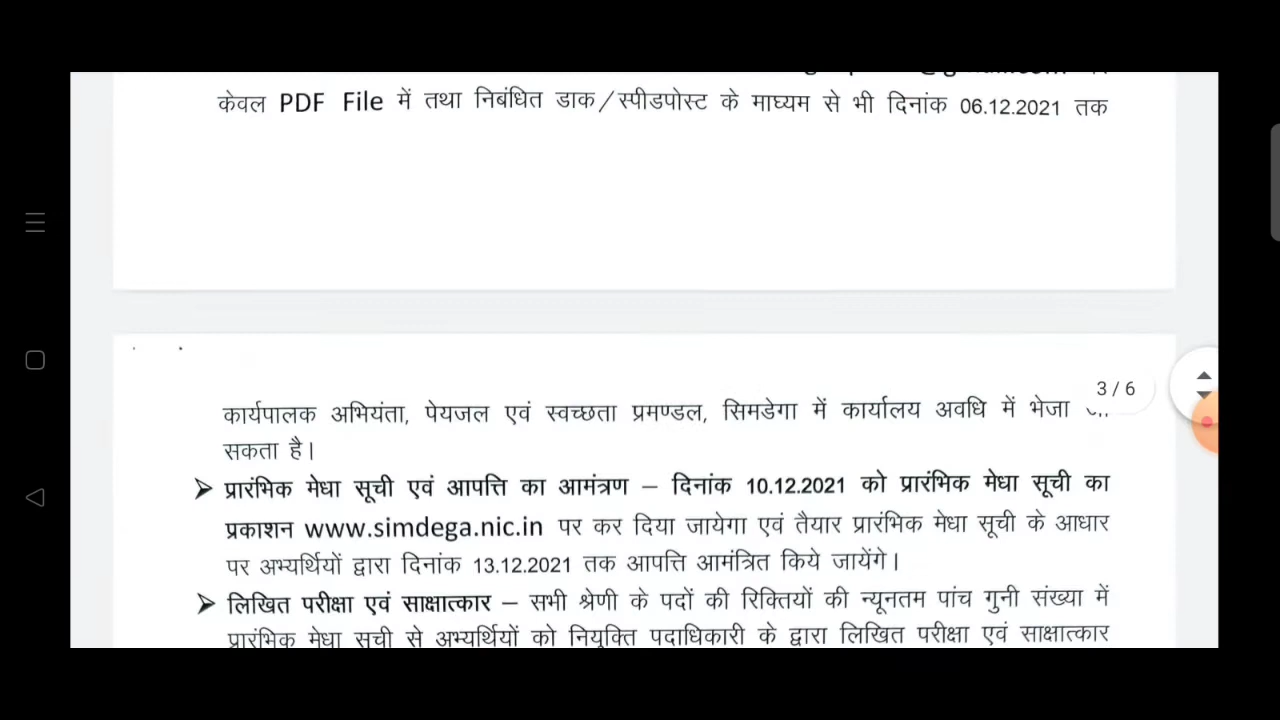 केवल PDF File में तथा निबंधित डाक/स्पीडपोस्ट के माघ्यम से भी दिनांक 06.12.2021 तक
3 / 6
कार्यपालक अभियंता, पेयजल एवं स्वच्छता प्रमण्डल, सिमडेगा में कार्यालय अवधि में भेजा
सकता है।
➢ प्रारंभिक मेधा सूची एवं आपत्ति का आमंत्रण – दिनांक 10.12.2021 को प्रारंभिक मेधा सूची का
प्रकाशन www.simdega.nic.in पर कर दिया जायेगा एवं तैयार प्रारंभिक मेधा सूची के आधार
पर अभ्यर्थियों द्वारा दिनांक 13.12.2021 तक आपत्ति आमंत्रित किये जायेंगे।
➢ लिखित परीक्षा एवं साक्षात्कार – सभी श्रेणी के पदों की रिक्तियों की न्यूनतम पांच गुनी संख्या में
प्रारंभिक मेधा सूची से अभ्यर्थियों को नियुक्ति पदाधिकारी के द्वारा लिखित परीक्षा एवं साक्षात्कार